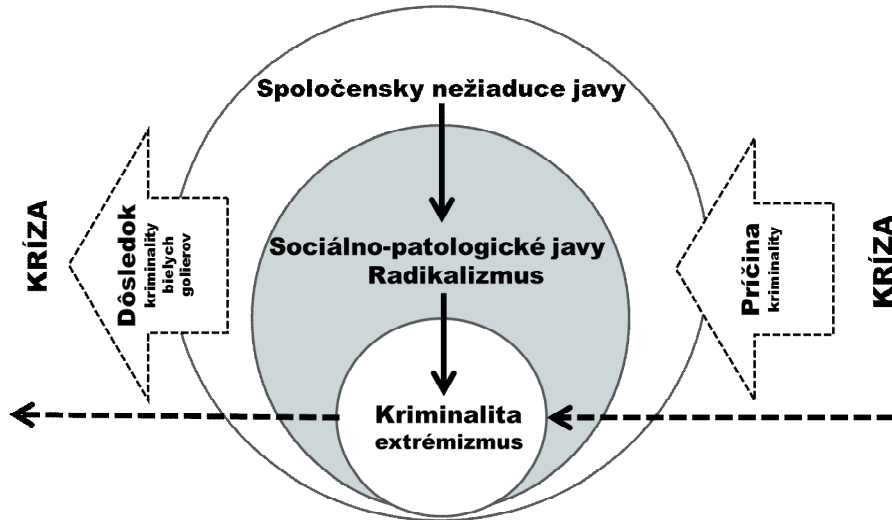 Spoločensky nežiaduce javy
Sociálno-patologické javy
Radikalizmus
Kriminalita
extrémizmus
KRÍZA
Dôsledok
kriminality
bielych
golierov
Príčina
kriminality
KRÍZA